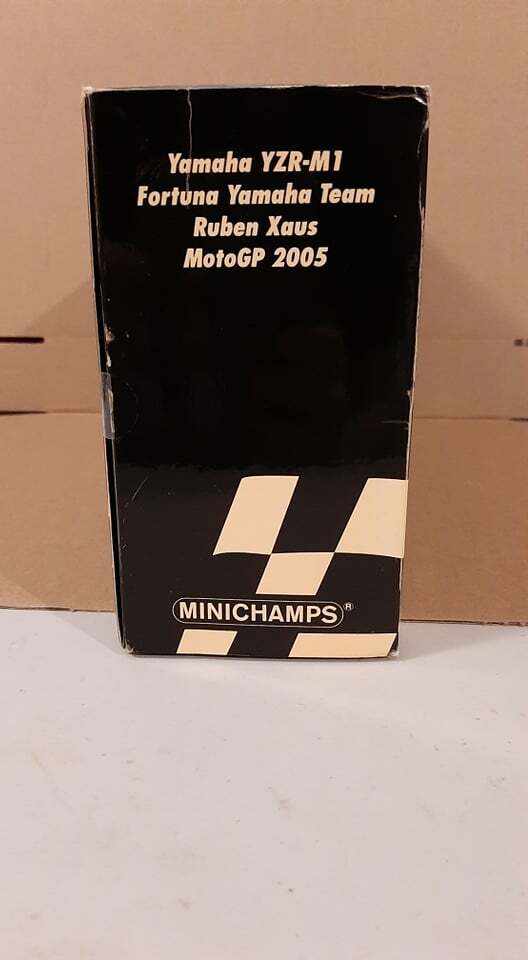 Yamaha YZR-M1
Fortuna Yamaha Team
Ruben Xaus
MotoGP 2005
MINICHAMPS®